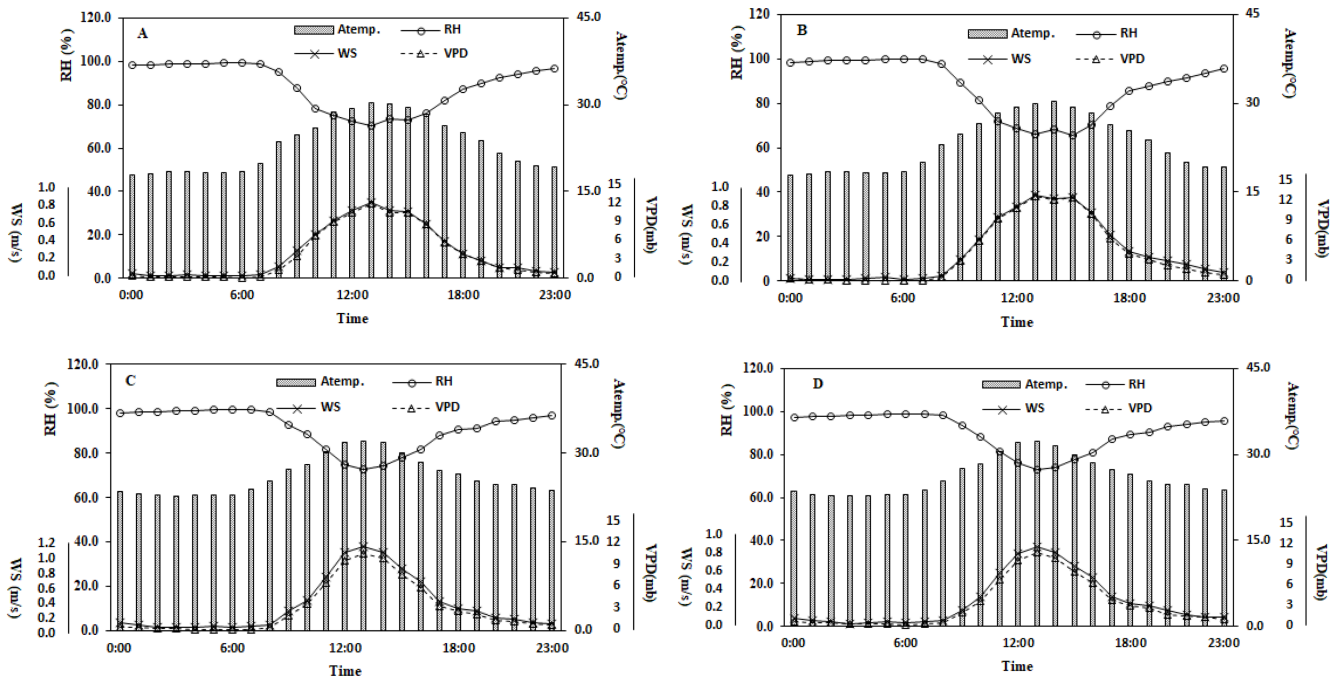 A
Atemp. RH
WS VPD
RH (%)
120.0
100.0
80.0
60.0
40.0
20.0
0.0
WS (m/s)
1.0
0.8
0.6
0.4
0.2
0.0
Atemp.(°C)
45.0
30.0
15.0
0.0
VPD(mb)
15
12
9
6
3
0
0:00 6:00 12:00 18:00 23:00
Time
B
Atemp. RH
WS VPD
RH (%)
120
100
80
60
40
20
0
WS (m/s)
1.0
0.8
0.6
0.4
0.2
0.0
Atemp.(°C)
45
30
15
0
VPD(mb)
15
12
9
6
3
0
0:00 6:00 12:00 18:00 23:00
Time
C
Atemp. RH
WS VPD
RH (%)
120.0
100.0
80.0
60.0
40.0
20.0
0.0
WS (m/s)
1.2
1.0
0.8
0.6
0.4
0.2
0.0
Atemp.(°C)
45.0
30.0
15.0
0.0
VPD(mb)
15
12
9
6
3
0
0:00 6:00 12:00 18:00 23:00
Time
D
Atemp. RH
WS VPD
RH (%)
120.0
100.0
80.0
60.0
40.0
20.0
0.0
WS (m/s)
1.0
0.8
0.6
0.4
0.2
0.0
Atemp.(°C)
45.0
30.0
15.0
0.0
VPD(mb)
15
12
9
6
3
0
0:00 6:00 12:00 18:00 23:00
Time